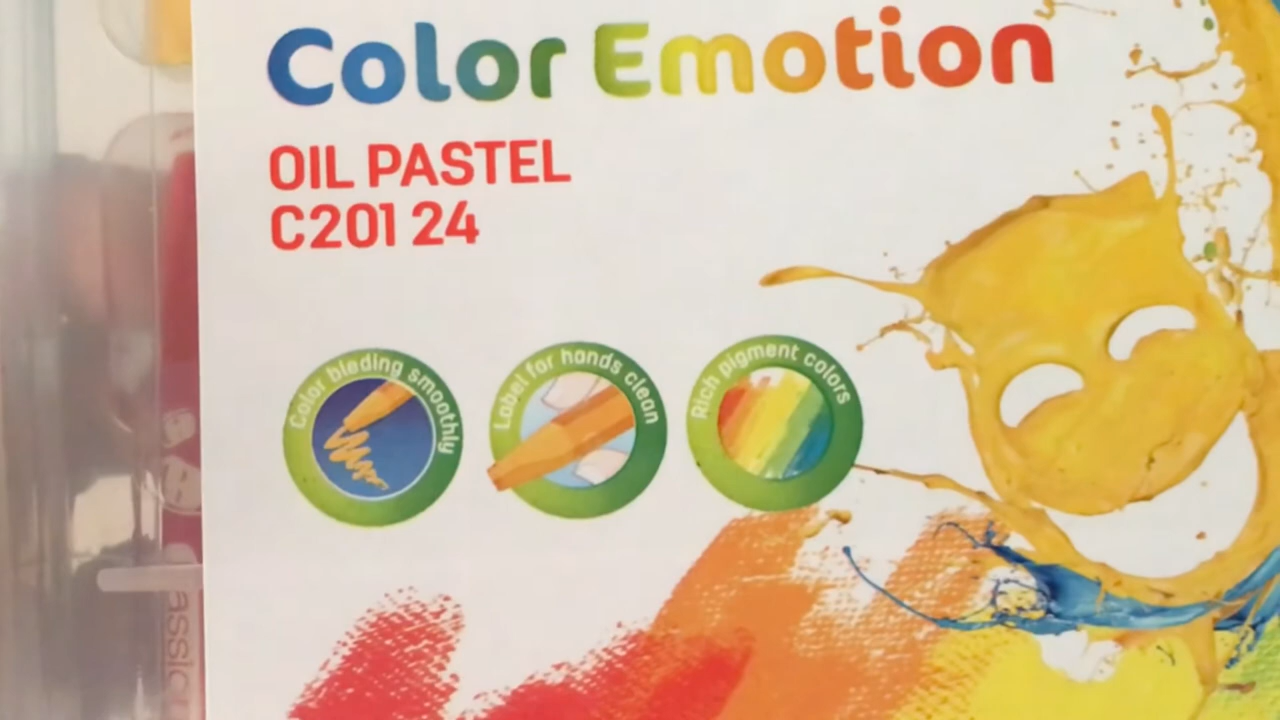 Color Emotion
OIL PASTEL
C201 24
Color bleding smoothly
Label for hands clean
Rich pigment colors